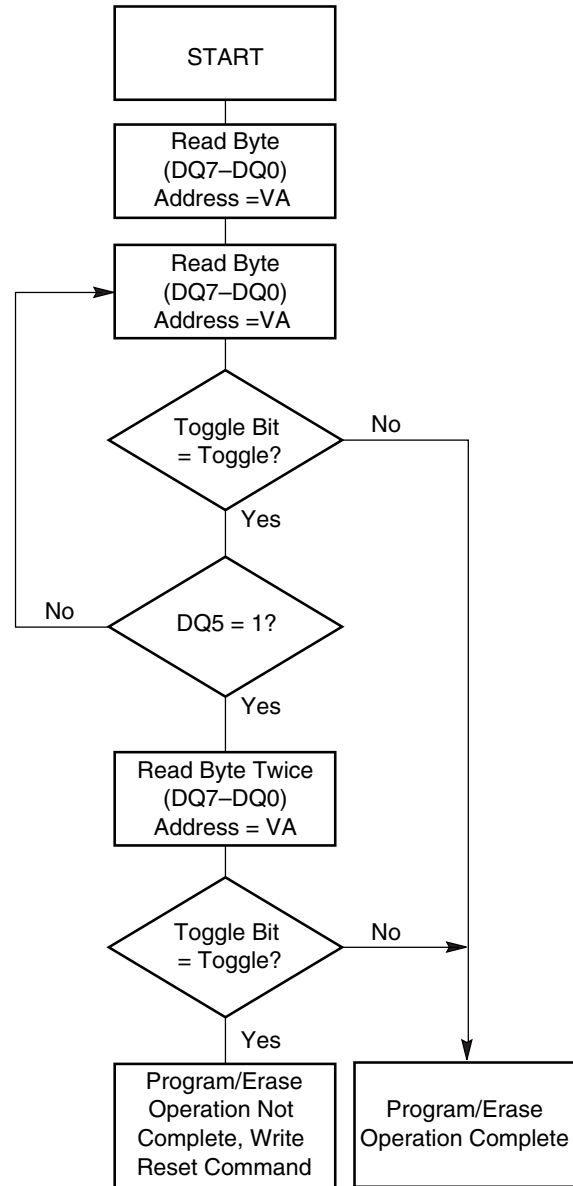 START
Read Byte
(DQ7–DQ0)
Address =VA
Read Byte
(DQ7–DQ0)
Address =VA
Toggle Bit
= Toggle?
No
Yes
DQ5 = 1?
No
Yes
Read Byte Twice
(DQ7–DQ0)
Address = VA
Toggle Bit
= Toggle?
No
Yes
Program/Erase
Operation Not
Complete, Write
Reset Command
Program/Erase
Operation Complete